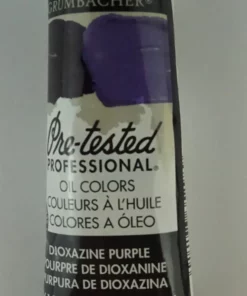 GRUMBACHER®
Pre-tested
PROFESSIONAL®
OIL COLORS
COULEURS À L'HUILE
COLORES A ÓLEO
DIOXAZINE PURPLE
POURPRE DE DIOXANINE
PURPURA DE DIOXAZINA